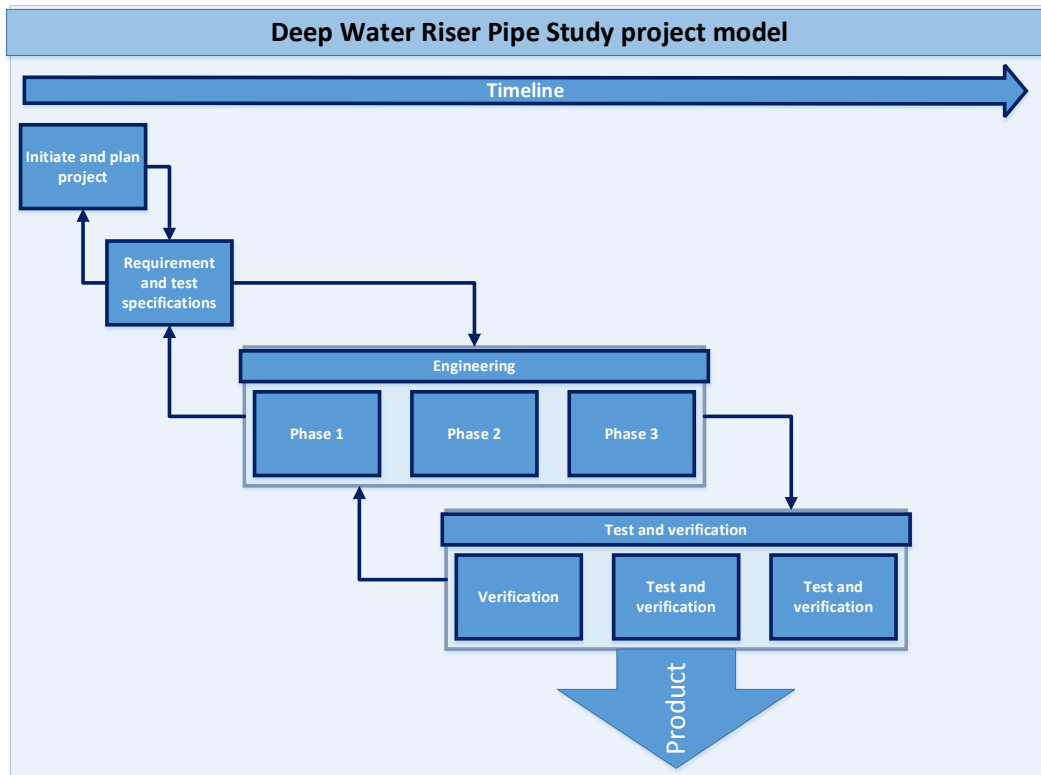 Deep Water Riser Pipe Study project model
Timeline
Initiate and plan
project
Requirement
and test
specifications
Engineering
Phase 1
Phase 2
Phase 3
Test and verification
Verification
Test and
verification
Test and
verification
Product